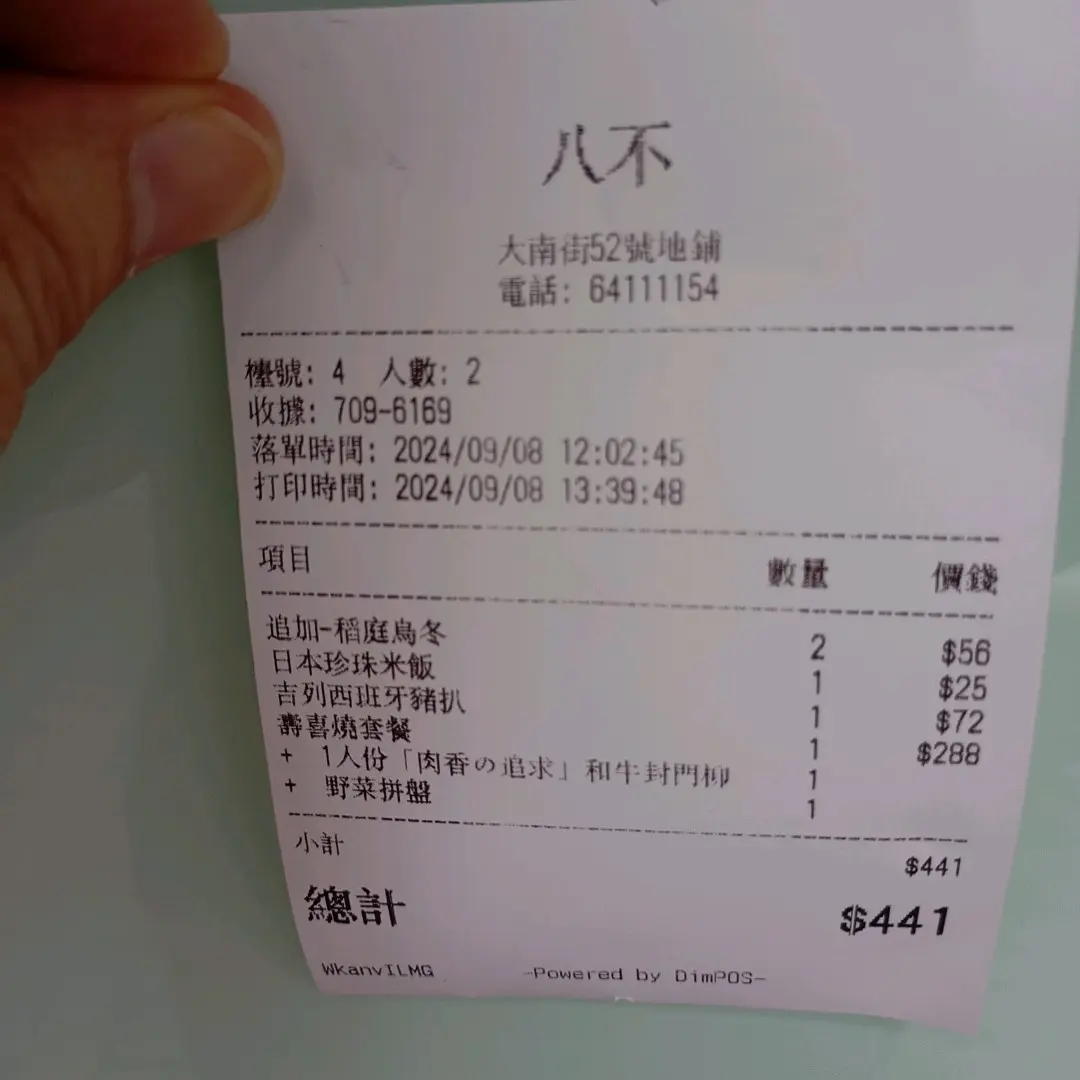 八不
大南街52號地鋪
電話: 64111154
檯號: 4 人數: 2
收據: 709-6169
落單時間: 2024/09/08 12:02:45
打印時間: 2024/09/08 13:39:48
項目 數量 價錢
追加-稻庭烏冬 2 $56
日本珍珠米飯 1 $25
吉列西班牙豬扒 1 $72
壽喜燒套餐 1 $288
+ 1人份「肉香の追求」和牛封門柳 1
+ 野菜拼盤 1
小計 $441
總計 $441
WkanvILMG -Powered by DimPOS-